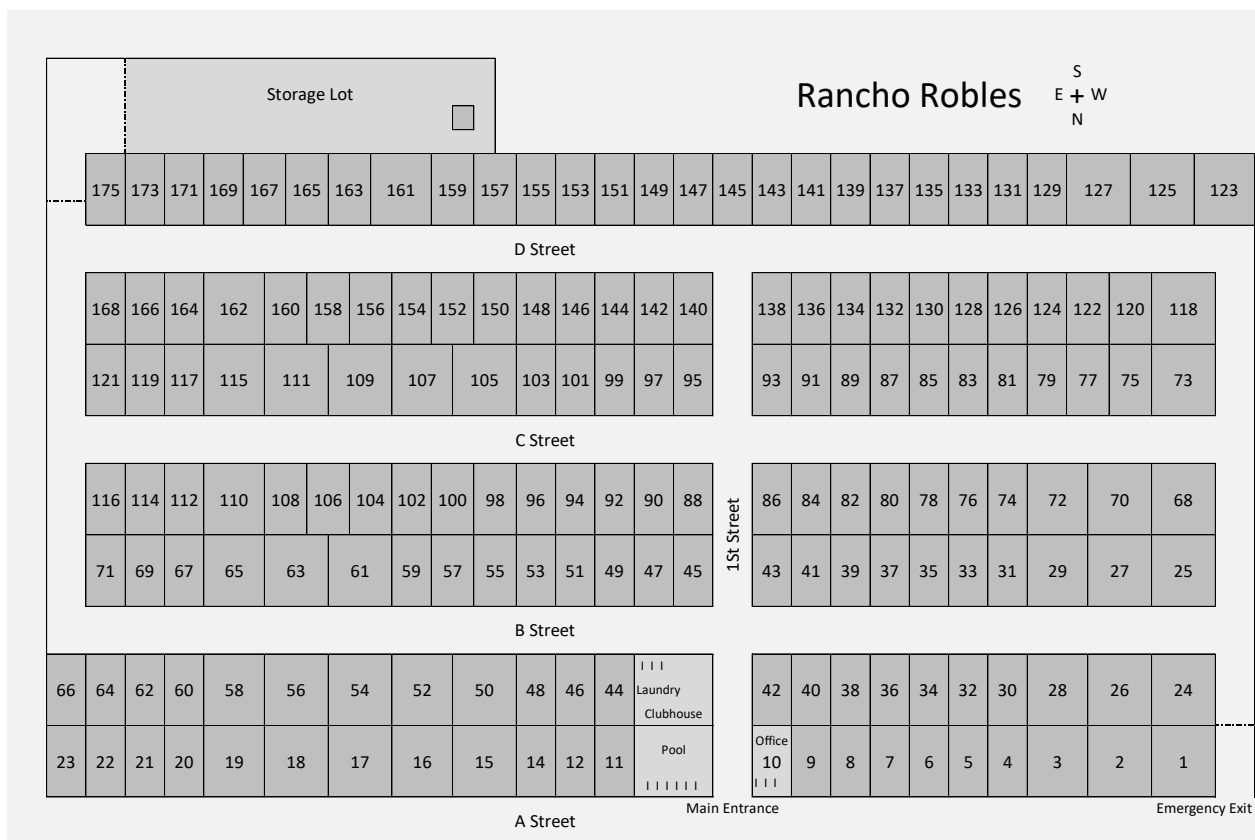 S
Storage Lot
Rancho Robles
E + W
N
175 173 171 169 167 165 163 161 159 157 155 153 151 149 147 145 143 141 139 137 135 133 131 129 127 125 123
D Street
168 166 164 162 160 158 156 154 152 150 148 146 144 142 140 138 136 134 132 130 128 126 124 122 120 118
121 119 117 115 111 109 107 105 103 101 99 97 95 93 91 89 87 85 83 81 79 77 75 73
C Street
116 114 112 110 108 106 104 102 100 98 96 94 92 90 88 86 84 82 80 78 76 74 72 70 68
1St Street
71 69 67 65 63 61 59 57 55 53 51 49 47 45 43 41 39 37 35 33 31 29 27 25
B Street
66 64 62 60 58 56 54 52 50 48 46 44 Laundry 42 40 38 36 34 32 30 28 26 24
Clubhouse
Office
23 22 21 20 19 18 17 16 15 14 12 11 Pool 10 9 8 7 6 5 4 3 2 1
Main Entrance
Emergency Exit
A Street